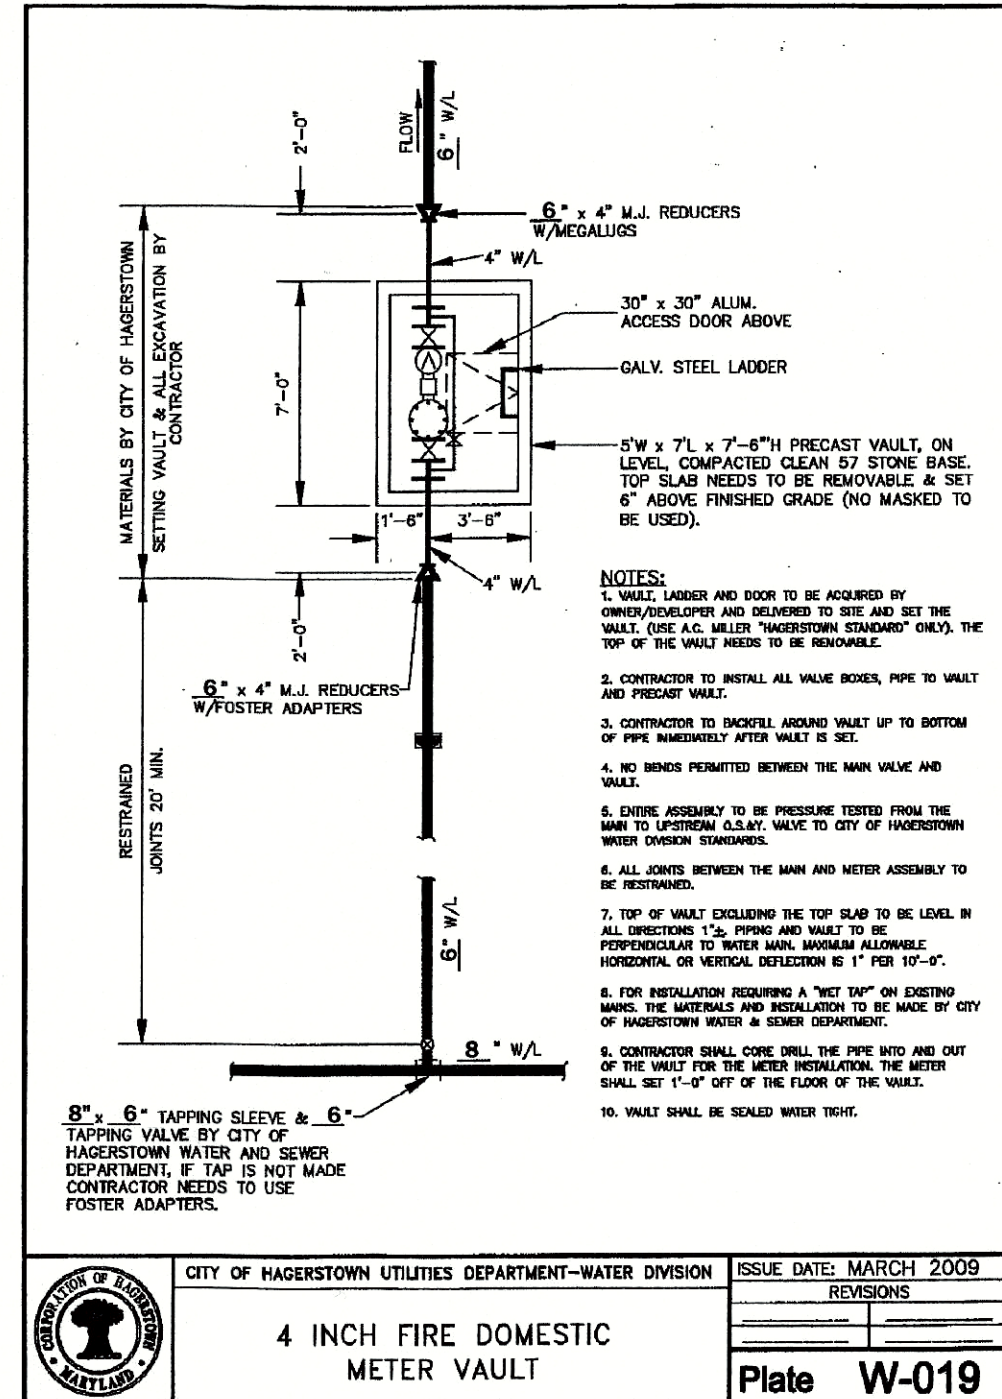 2'-0"
FLOW
6" W/L
6" x 4" M.J. REDUCERS
W/MEGALUGS
4" W/L
MATERIALS BY CITY OF HAGERSTOWN
SETTING VAULT & ALL EXCAVATION BY
CONTRACTOR
7'-0"
30" x 30" ALUM.
ACCESS DOOR ABOVE
GALV. STEEL LADDER
5'W x 7'L x 7'-6"'H PRECAST VAULT, ON
LEVEL, COMPACTED CLEAN 57 STONE BASE.
TOP SLAB NEEDS TO BE REMOVABLE & SET
6" ABOVE FINISHED GRADE (NO MASKED TO
BE USED).
1'-6"
3'-6"
4" W/L
2'-0"
6" x 4" M.J. REDUCERS
W/FOSTER ADAPTERS
RESTRAINED
JOINTS 20' MIN.
6" W/L
8" W/L
8" x 6" TAPPING SLEEVE & 6"
TAPPING VALVE BY CITY OF
HAGERSTOWN WATER AND SEWER
DEPARTMENT, IF TAP IS NOT MADE
CONTRACTOR NEEDS TO USE
FOSTER ADAPTERS.
NOTES:
1. VAULT, LADDER AND DOOR TO BE ACQUIRED BY
OWNER/DEVELOPER AND DELIVERED TO SITE AND SET THE
VAULT. (USE A.C. MILLER "HAGERSTOWN STANDARD" ONLY). THE
TOP OF THE VAULT NEEDS TO BE REMOVABLE.
2. CONTRACTOR TO INSTALL ALL VALVE BOXES, PIPE TO VAULT
AND PRECAST VAULT.
3. CONTRACTOR TO BACKFILL AROUND VAULT UP TO BOTTOM
OF PIPE IMMEDIATELY AFTER VAULT IS SET.
4. NO BENDS PERMITTED BETWEEN THE MAIN VALVE AND
VAULT.
5. ENTIRE ASSEMBLY TO BE PRESSURE TESTED FROM THE
MAIN TO UPSTREAM O.S.&Y. VALVE TO CITY OF HAGERSTOWN
WATER DIVISION STANDARDS.
6. ALL JOINTS BETWEEN THE MAIN AND METER ASSEMBLY TO
BE RESTRAINED.
7. TOP OF VAULT EXCLUDING THE TOP SLAB TO BE LEVEL IN
ALL DIRECTIONS 1"±. PIPING AND VAULT TO BE
PERPENDICULAR TO WATER MAIN. MAXIMUM ALLOWABLE
HORIZONTAL OR VERTICAL DEFLECTION IS 1" PER 10'-0".
8. FOR INSTALLATION REQUIRING A "WET TAP" ON EXISTING
MAINS. THE MATERIALS AND INSTALLATION TO BE MADE BY CITY
OF HAGERSTOWN WATER & SEWER DEPARTMENT.
9. CONTRACTOR SHALL CORE DRILL THE PIPE INTO AND OUT
OF THE VAULT FOR THE METER INSTALLATION. THE METER
SHALL SET 1'-0" OFF OF THE FLOOR OF THE VAULT.
10. VAULT SHALL BE SEALED WATER TIGHT.
CORPORATION OF HAGERSTOWN
MARYLAND
CITY OF HAGERSTOWN UTILITIES DEPARTMENT-WATER DIVISION
4 INCH FIRE DOMESTIC
METER VAULT
ISSUE DATE: MARCH 2009
REVISIONS
Plate W-019